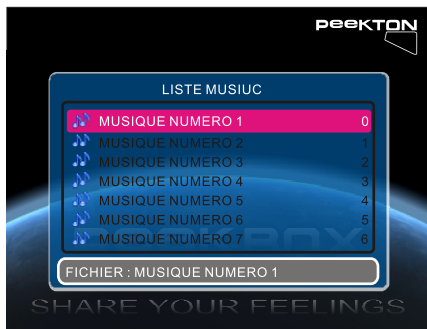 PEEKTON
LISTE MUSIUC
MUSIQUE NUMERO 1 0
MUSIQUE NUMERO 2 1
MUSIQUE NUMERO 3 2
MUSIQUE NUMERO 4 3
MUSIQUE NUMERO 5 4
MUSIQUE NUMERO 6 5
MUSIQUE NUMERO 7 6
PEEKBOX
FICHIER : MUSIQUE NUMERO 1
SHARE YOUR FEELINGS